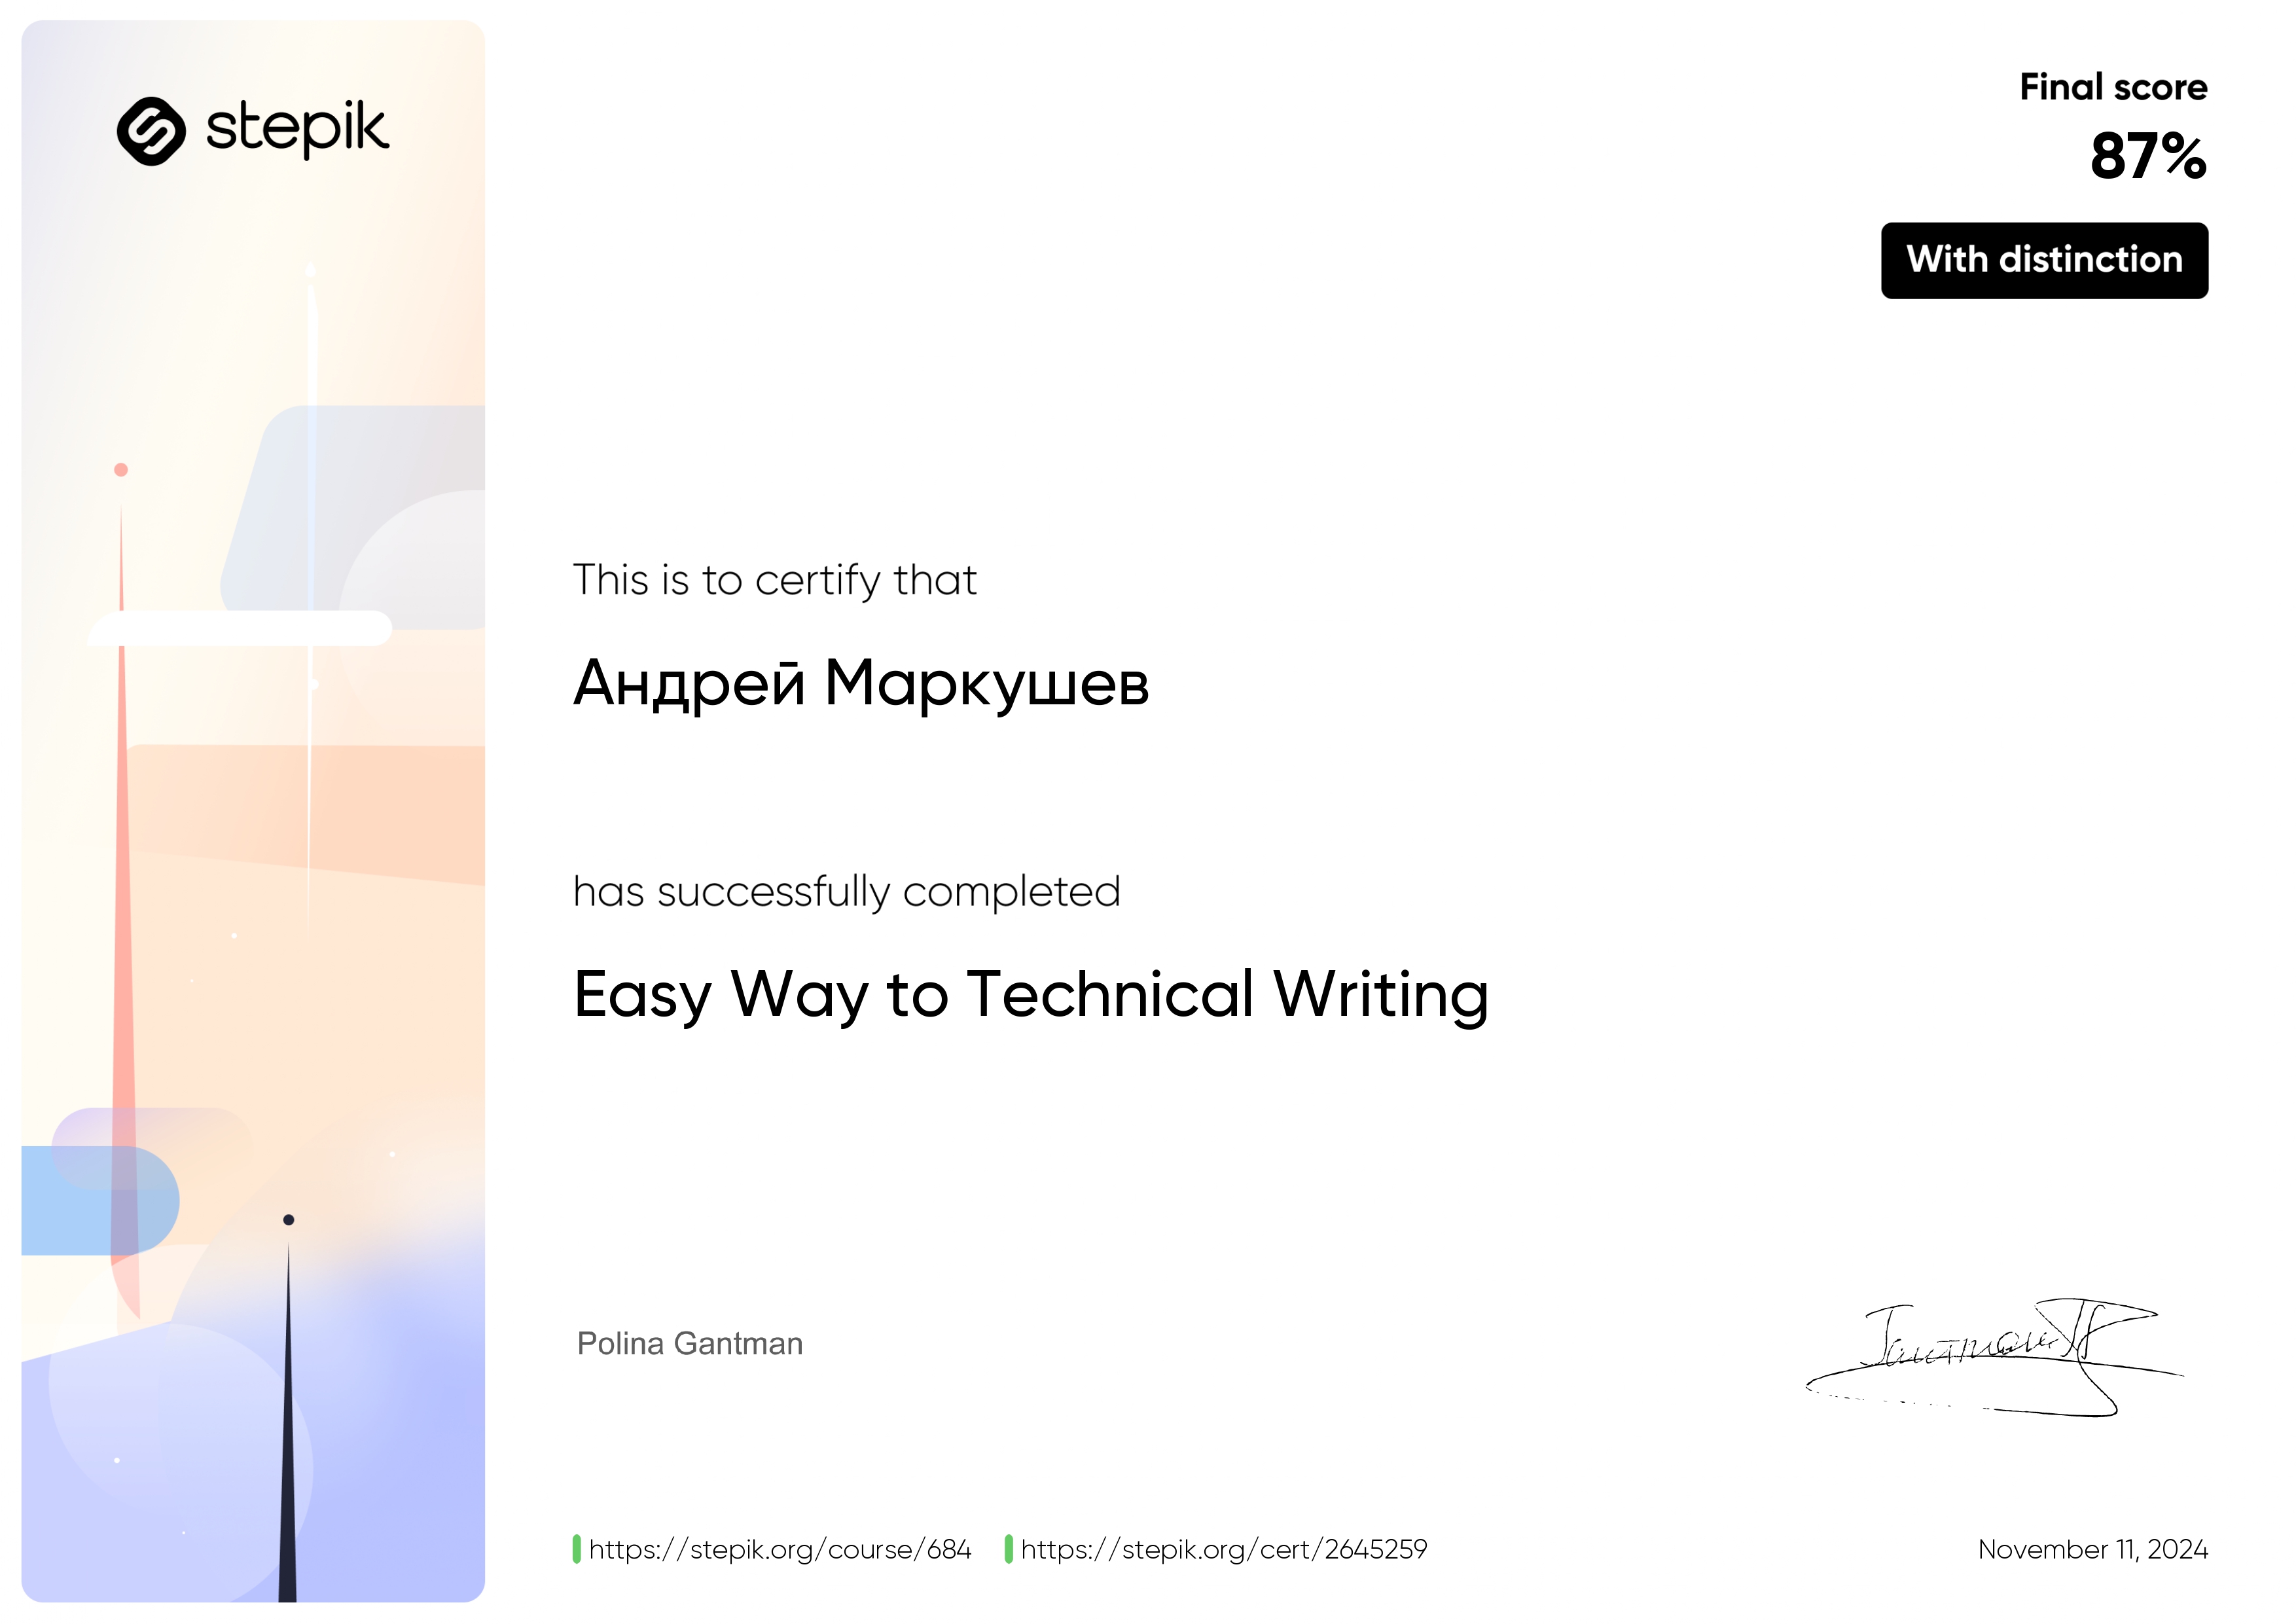 stepik
Final score
87%
With distinction
This is to certify that
Андрей Маркушев
has successfully completed
Easy Way to Technical Writing
Polina Gantman
https://stepik.org/course/684 https://stepik.org/cert/2645259
November 11, 2024